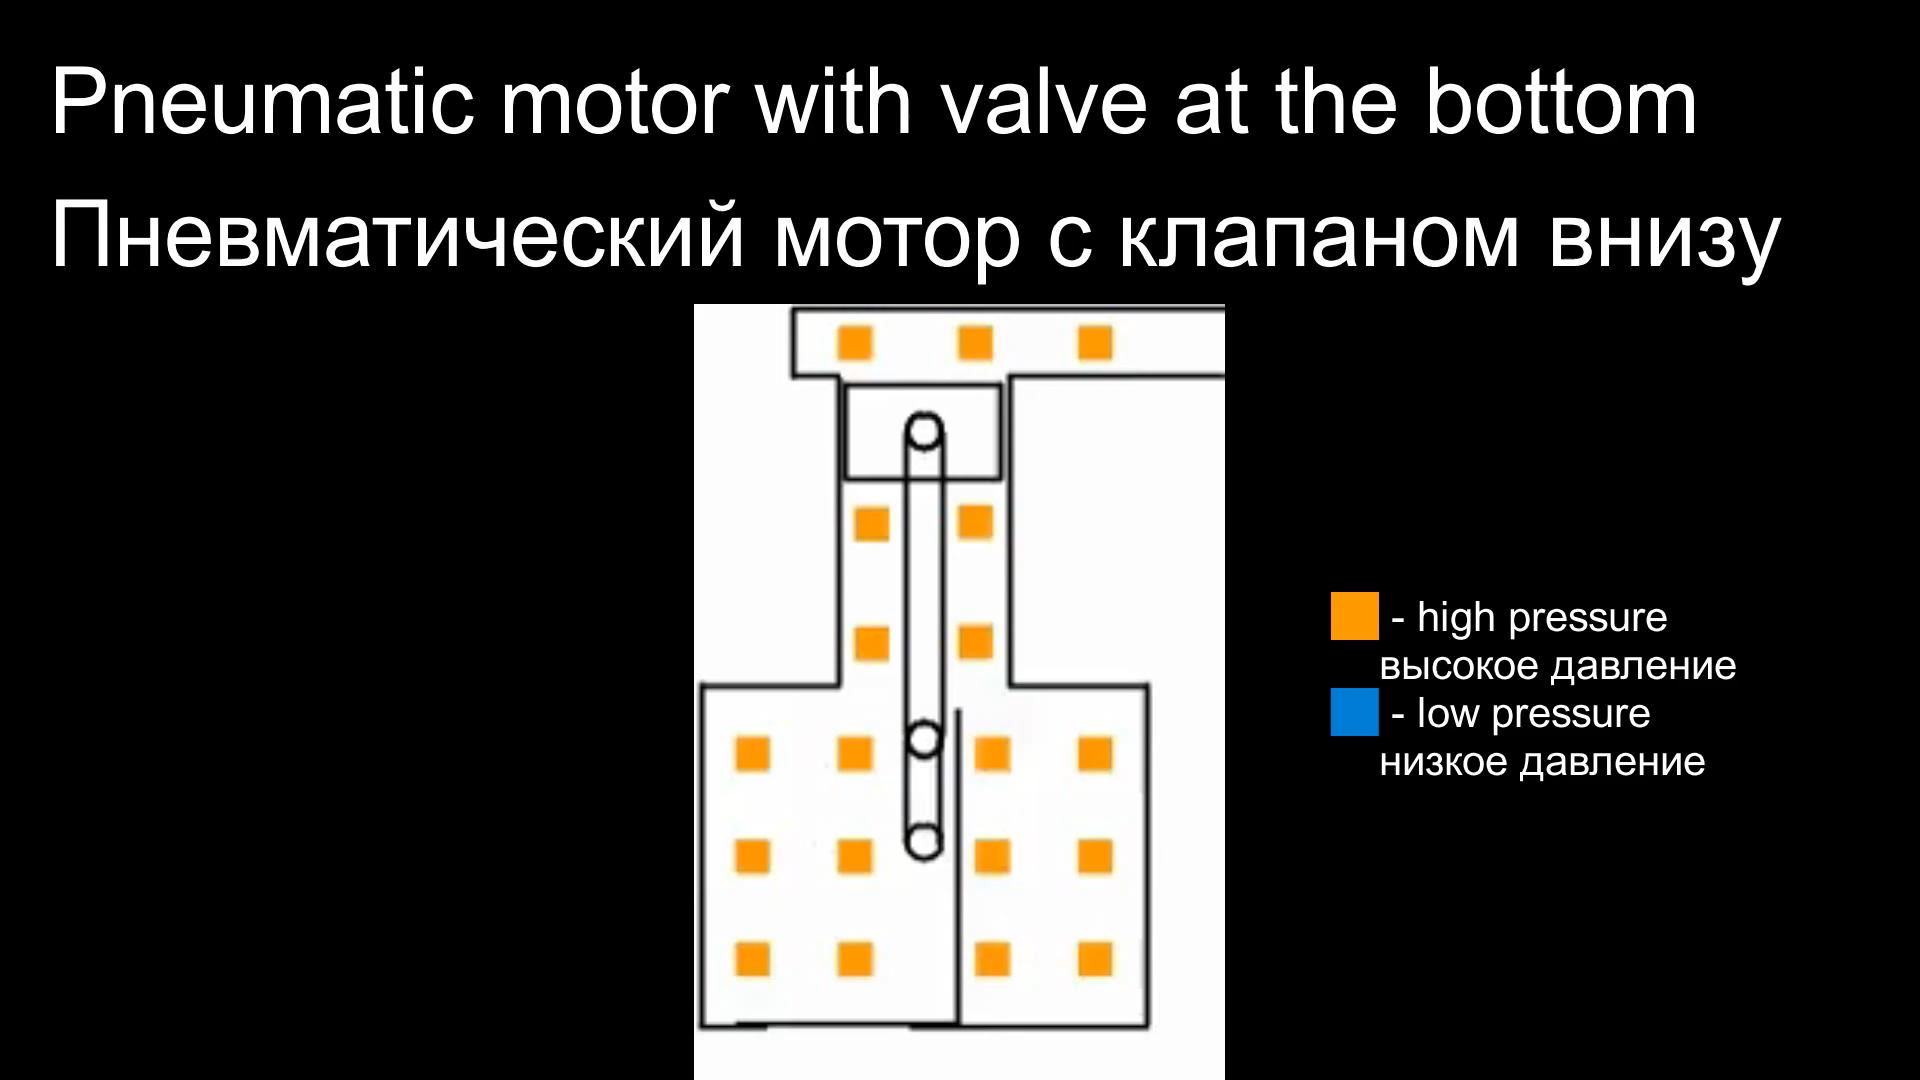 Pneumatic motor with valve at the bottom
Пневматический мотор с клапаном внизу
- high pressure
высокое давление
- low pressure
низкое давление